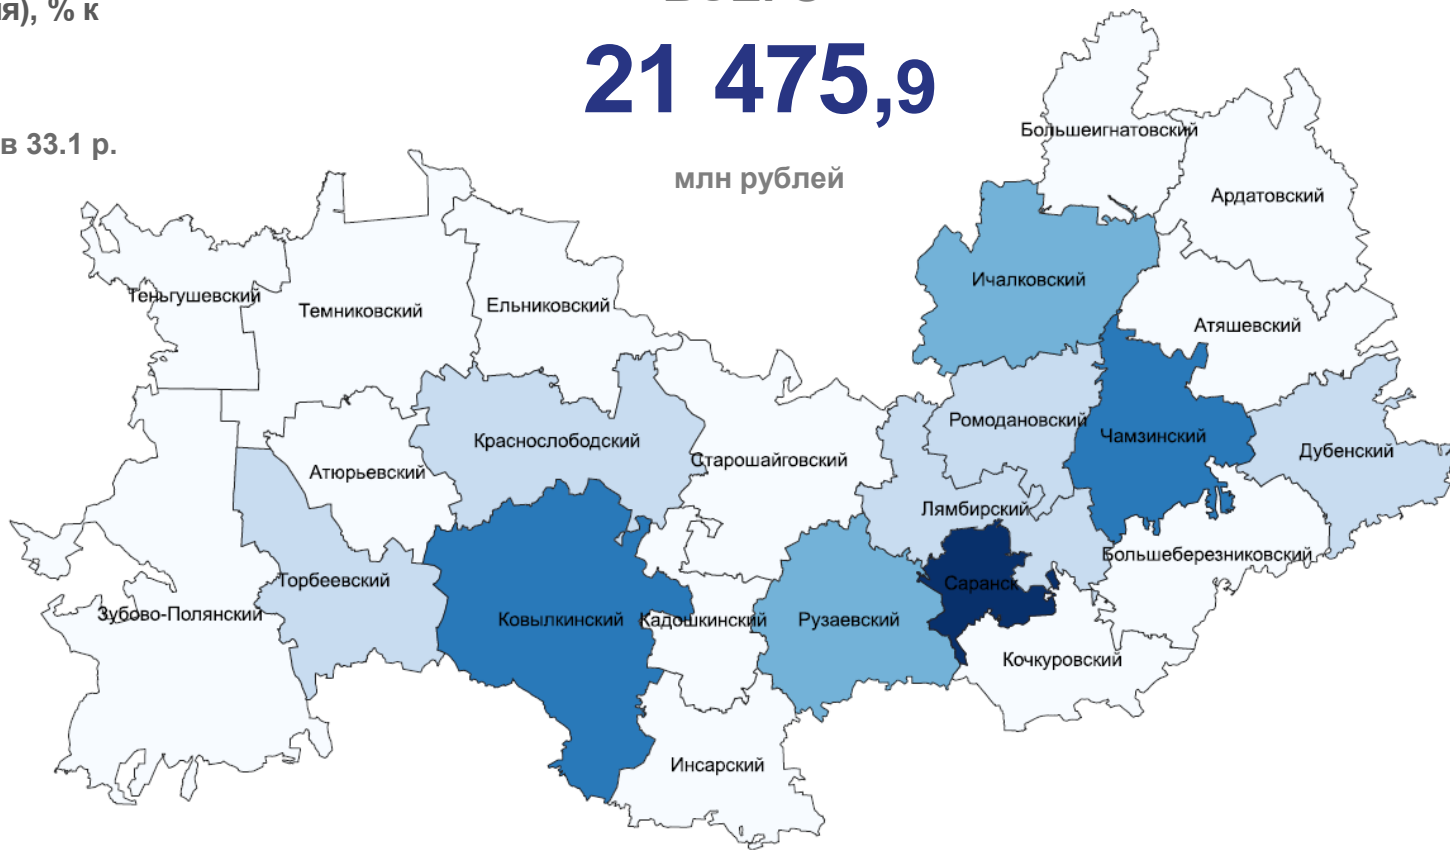 я), % к
21 475,9
в 33.1 р.
млн рублей
Большеигнатовский
Ардатовский
Ичалковский
Теньгушевский
Темниковский
Ельниковский
Атяшевский
Ромодановский
Чамзинский
Краснослободский
Дубенский
Старошайговский
Атюрьевский
Лямбирский
Большеберезниковский
Торбеевский
Саранск
Зубово-Полянский
Ковылкинский
Кадошкинский
Рузаевский
Кочкуровский
Инсарский